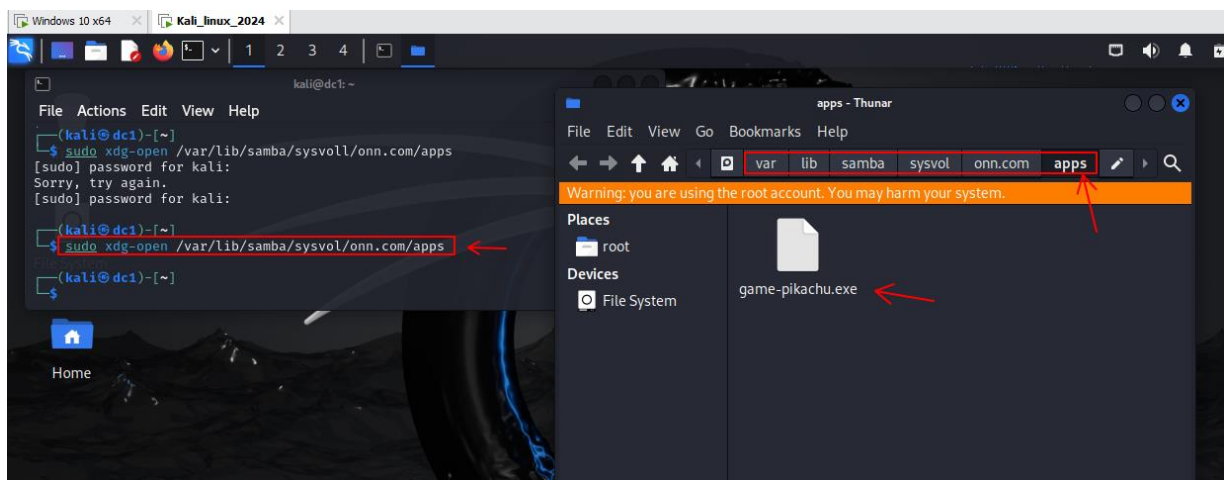 Windows 10 x64
Kali_linux_2024
1 2 3 4
kali@dc1: ~
File Actions Edit View Help
(kali㉿dc1)-[~]
$ sudo xdg-open /var/lib/samba/sysvoll/onn.com/apps
[sudo] password for kali:
Sorry, try again.
[sudo] password for kali:
(kali㉿dc1)-[~]
$ sudo xdg-open /var/lib/samba/sysvol/onn.com/apps
File System
(kali㉿dc1)-[~]
$
Home
apps - Thunar
File Edit View Go Bookmarks Help
var lib samba sysvol onn.com apps
Warning: you are using the root account. You may harm your system.
Places
root
Devices
File System
game-pikachu.exe